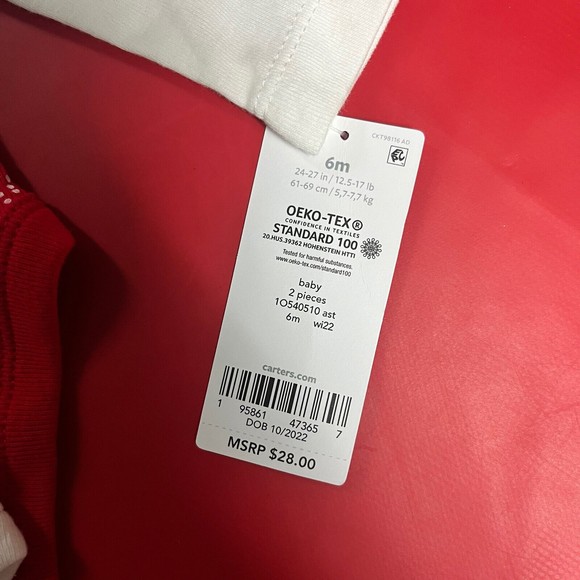 CKT98116 AO
6m
24-27 in / 12.5-17 lb
61-69 cm / 5,7-7,7 kg
OEKO-TEX®
CONFIDENCE IN TEXTILES
STANDARD 100
20.HUS.39362 HOHENSTEIN HTTI
Tested for harmful substances.
www.oeko-tex.com/standard100
baby
2 pieces
1O540510 ast
6m wi22
carters.com
1 95861 47365 7
DOB 10/2022
MSRP $28.00